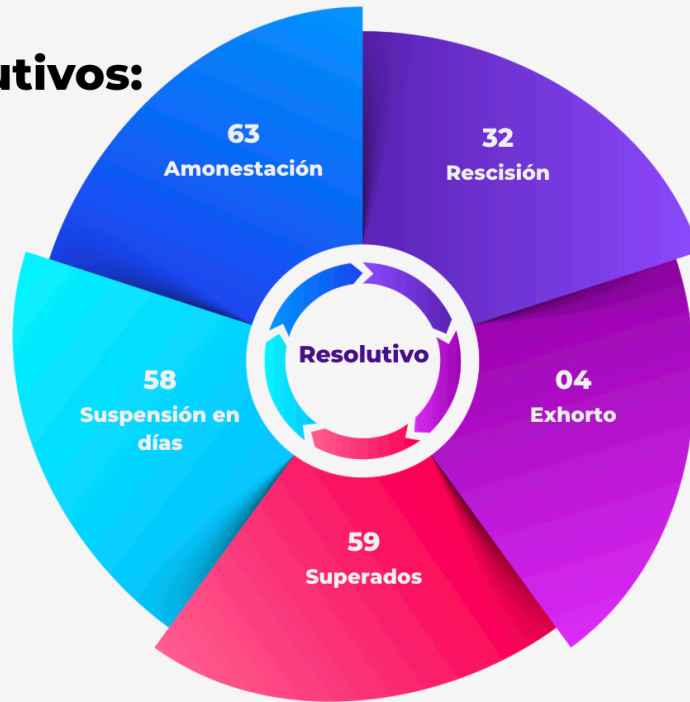 utivos:
63
Amonestación
32
Rescisión
Resolutivo
58
Suspensión en
días
04
Exhorto
59
Superados